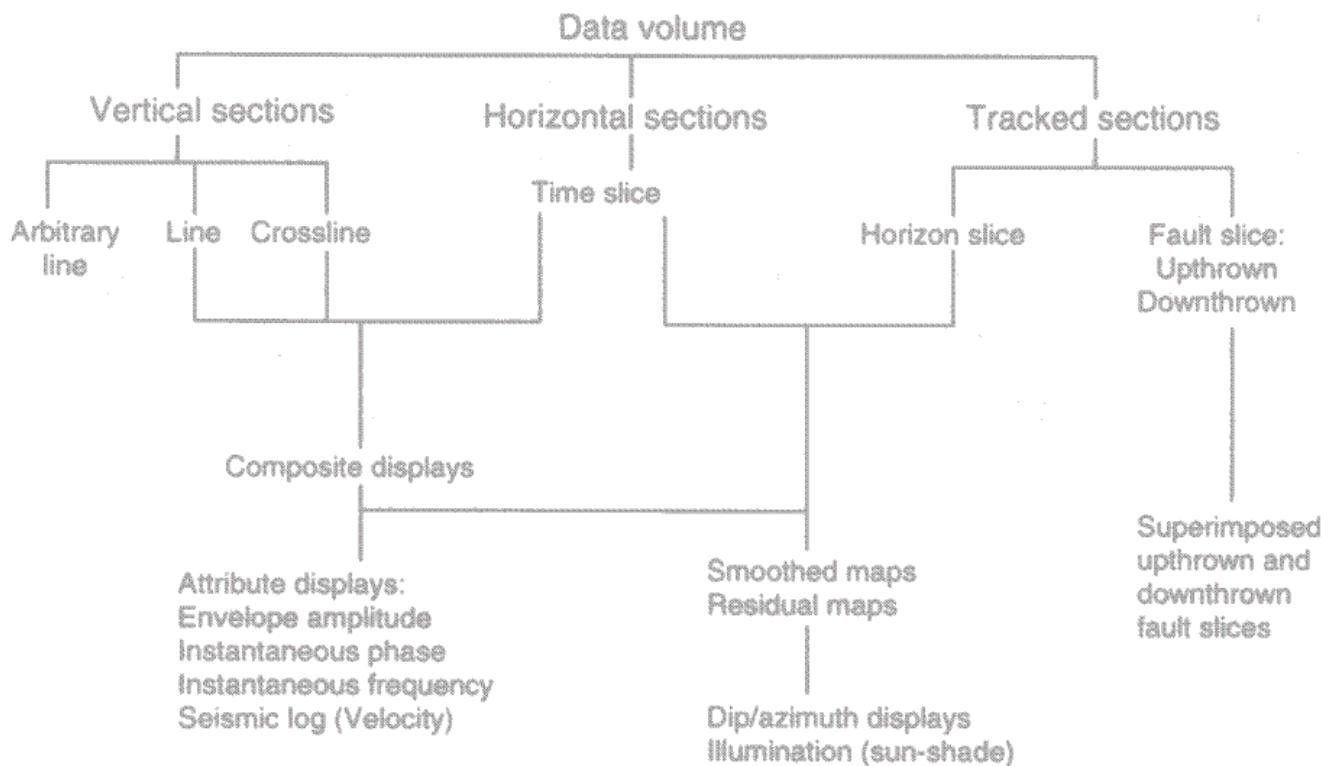 Data volume
Vertical sections
Horizontal sections
Tracked sections
Arbitrary
line
Line
Crossline
Time slice
Horizon slice
Fault slice:
Upthrown
Downthrown
Composite displays
Attribute displays:
Envelope amplitude
Instantaneous phase
Instantaneous frequency
Seismic log (Velocity)
Smoothed maps
Residual maps
Dip/azimuth displays
Illumination (sun-shade)
Superimposed
upthrown and
downthrown
fault slices